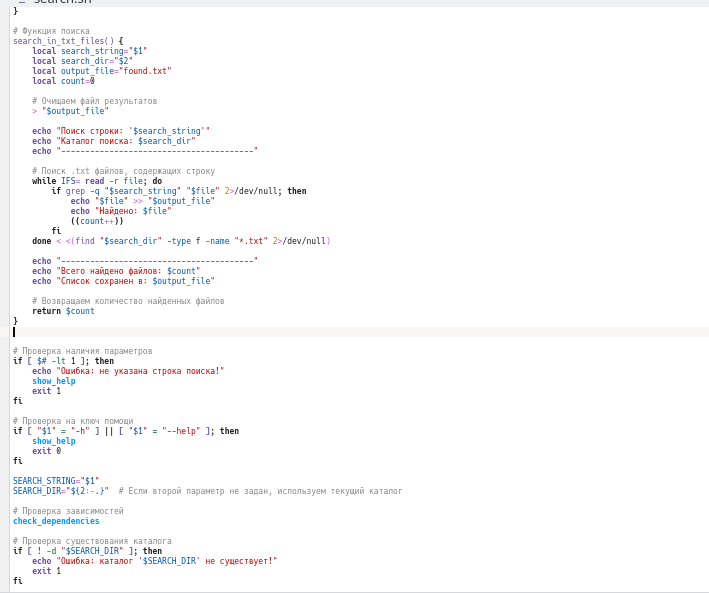 search.sh
}
# Функция поиска
search_in_txt_files() {
    local search_string="$1"
    local search_dir="$2"
    local output_file="found.txt"
    local count=0
    # Очищаем файл результатов
    > "$output_file"
    echo "Поиск строки: '$search_string'"
    echo "Каталог поиска: $search_dir"
    echo "----------------------------------------"
    # Поиск .txt файлов, содержащих строку
    while IFS= read -r file; do
        if grep -q "$search_string" "$file" 2>/dev/null; then
            echo "$file" >> "$output_file"
            echo "Найдено: $file"
            ((count++))
        fi
    done < <(find "$search_dir" -type f -name "*.txt" 2>/dev/null)
    echo "----------------------------------------"
    echo "Всего найдено файлов: $count"
    echo "Список сохранен в: $output_file"
    # Возвращаем количество найденных файлов
    return $count
}
# Проверка наличия параметров
if [ $# -lt 1 ]; then
    echo "Ошибка: не указана строка поиска!"
    show_help
    exit 1
fi
# Проверка на ключ помощи
if [ "$1" = "-h" ] || [ "$1" = "--help" ]; then
    show_help
    exit 0
fi
SEARCH_STRING="$1"
SEARCH_DIR="${2:-.}"  # Если второй параметр не задан, используем текущий каталог
# Проверка зависимостей
check_dependencies
# Проверка существования каталога
if [ ! -d "$SEARCH_DIR" ]; then
    echo "Ошибка: каталог '$SEARCH_DIR' не существует!"
    exit 1
fi